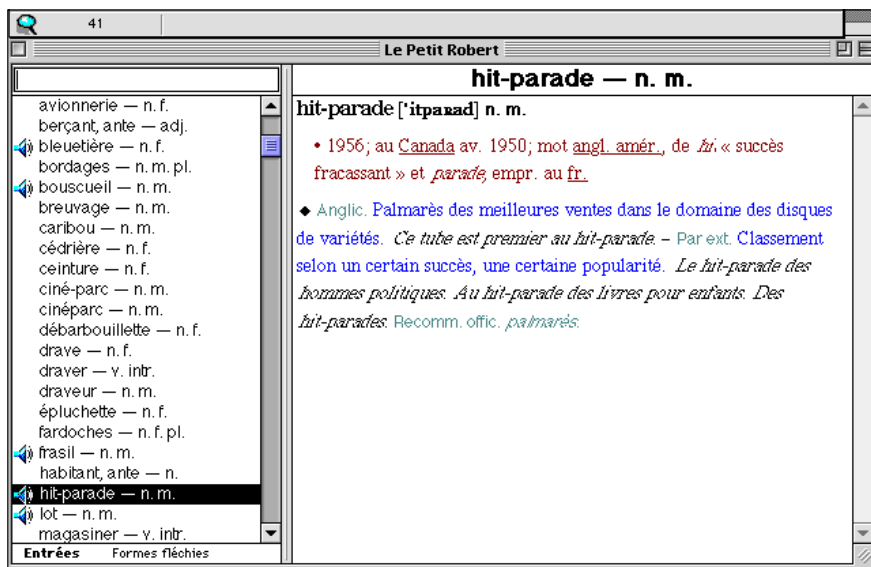 41
Le Petit Robert
hit-parade — n. m.
avionnerie — n. f.
berçant, ante — adj.
bleuetière — n. f.
bordages — n. m. pl.
bouscueil — n. m.
breuvage — n. m.
caribou — n. m.
cédrière — n. f.
ceinture — n. f.
ciné-parc — n. m.
cinéparc — n. m.
débarbouillette — n. f.
drave — n. f.
draver — v. intr.
draveur — n. m.
épluchette — n. f.
fardoches — n. f. pl.
frasil — n. m.
habitant, ante — n.
hit-parade — n. m.
lot — n. m.
magasiner — v. intr.
Entrées Formes fléchies
hit-parade ['itpaʀad] n. m.
• 1956; au Canada av. 1950; mot angl. amér., de hit « succès
fracassant » et parade, empr. au fr.
◆ Anglic. Palmarès des meilleures ventes dans le domaine des disques
de variétés. Ce tube est premier au hit-parade. – Par ext. Classement
selon un certain succès, une certaine popularité. Le hit-parade des
hommes politiques. Au hit-parade des livres pour enfants. Des
hit-parades. Recomm. offic. palmarès.